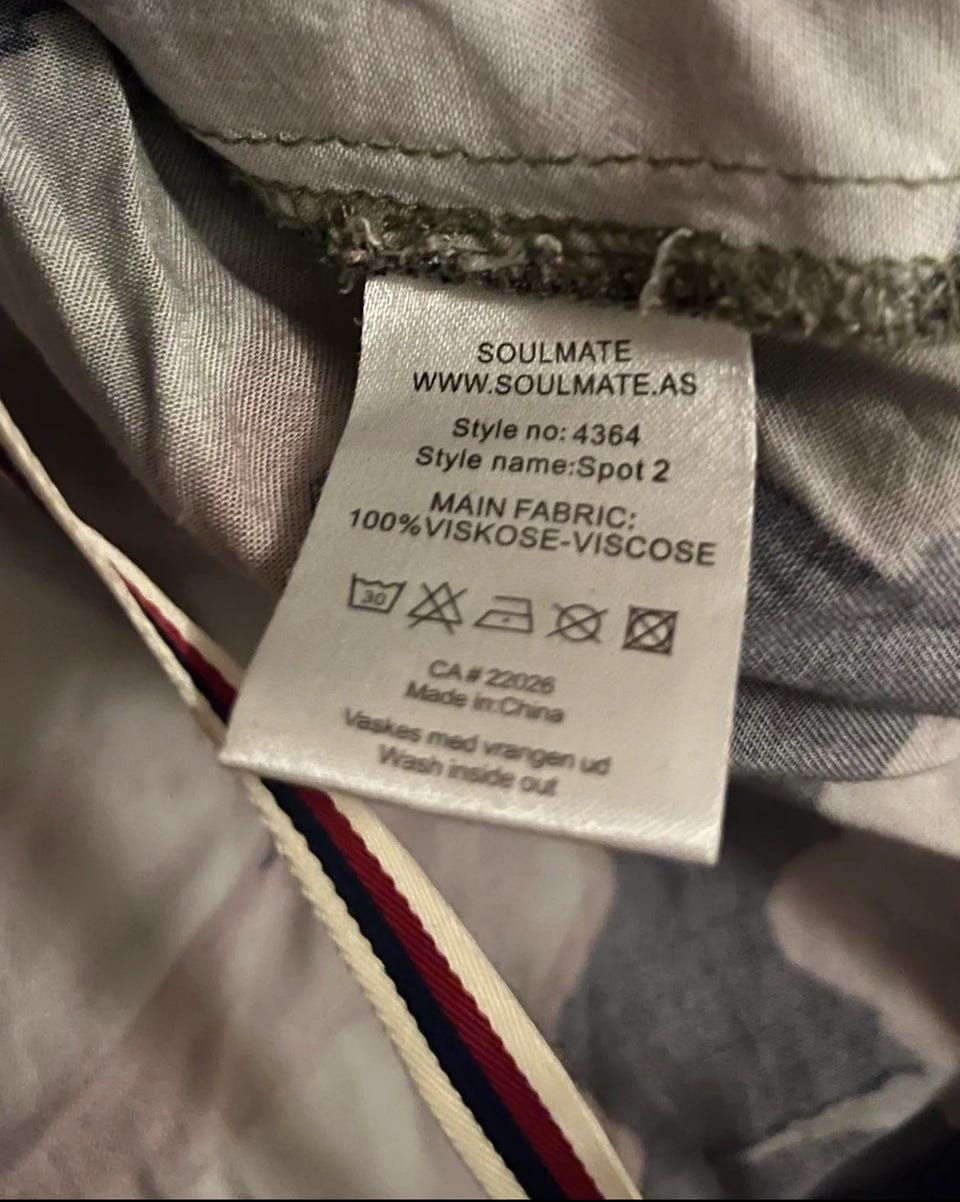 SOULMATE
WWW.SOULMATE.AS
Style no: 4364
Style name:Spot 2
MAIN FABRIC:
100%VISKOSE-VISCOSE
30
CA # 22026
Made in:China
Vaskes med vrangen ud
Wash inside out